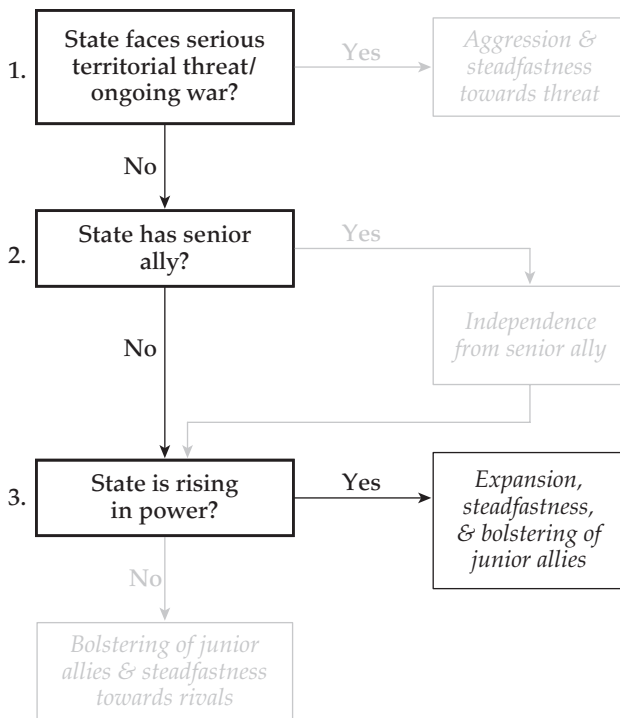 1.
State faces serious
territorial threat/
ongoing war?
Yes
Aggression &
steadfastness
towards threat
No
2.
State has senior
ally?
Yes
Independence
from senior ally
No
3.
State is rising
in power?
Yes
Expansion,
steadfastness,
& bolstering of
junior allies
No
Bolstering of junior
allies & steadfastness
towards rivals